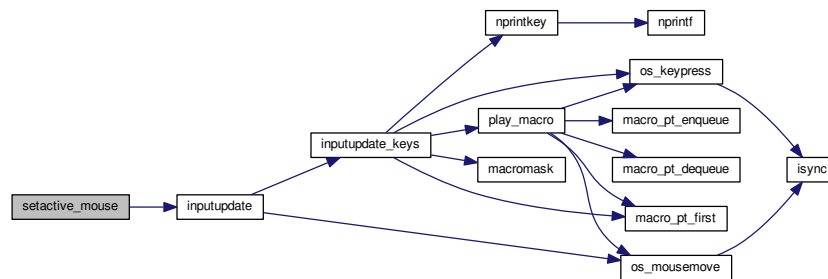 nprintkey
nprintf
os_keypress
play_macro
macro_pt_enqueue
inputupdate_keys
macromask
macro_pt_dequeue
isync
setactive_mouse
inputupdate
macro_pt_first
os_mousemove